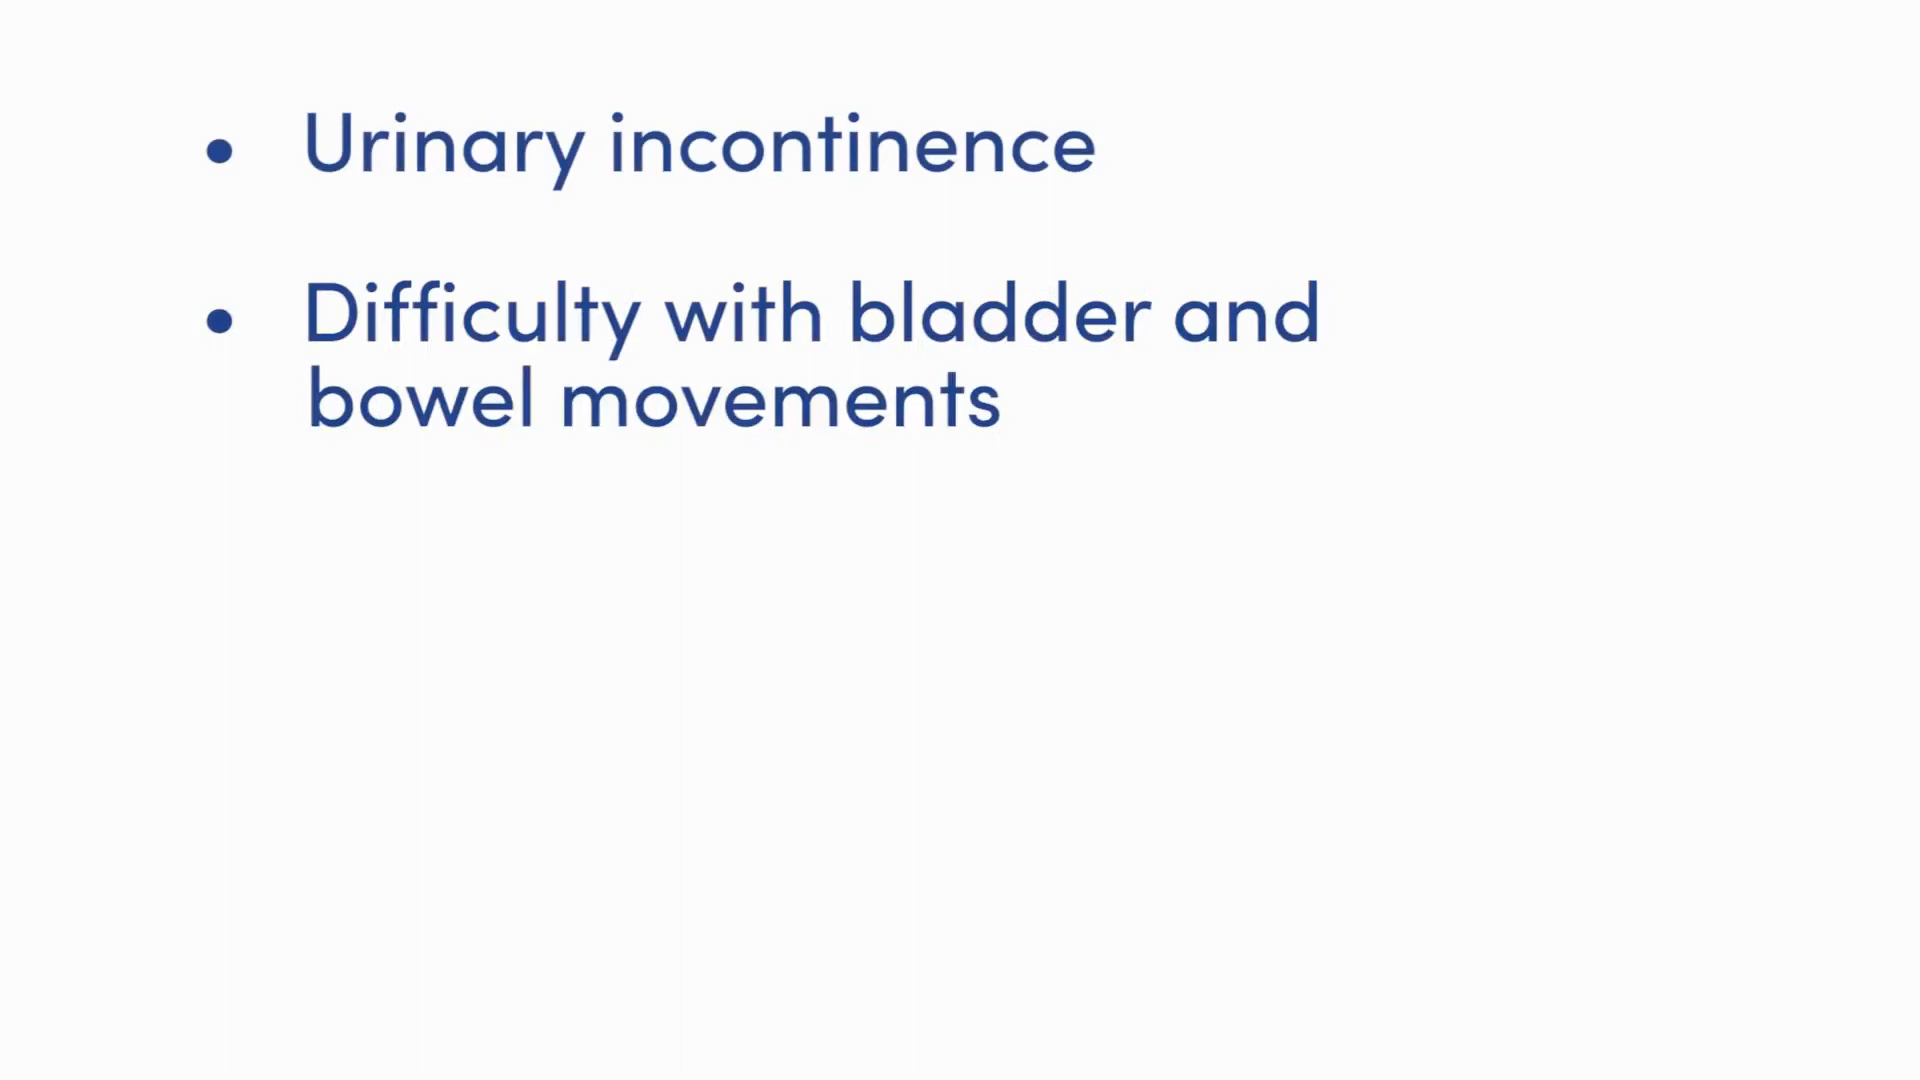 • Urinary incontinence
• Difficulty with bladder and
bowel movements